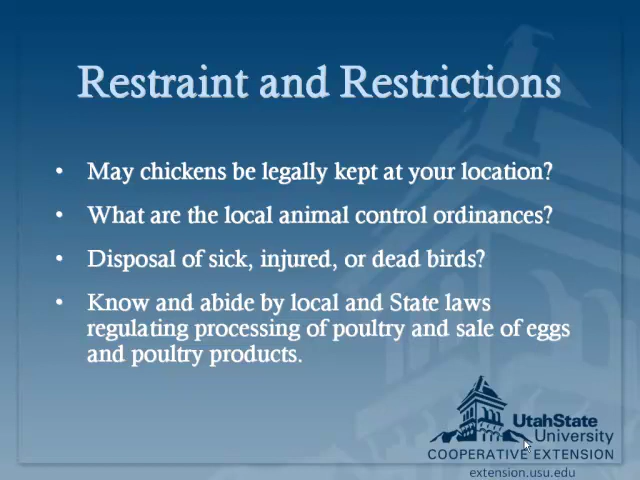 Restraint and Restrictions
• May chickens be legally kept at your location?
• What are the local animal control ordinances?
• Disposal of sick, injured, or dead birds?
• Know and abide by local and State laws
regulating processing of poultry and sale of eggs
and poultry products.
UtahState
University
COOPERATIVE EXTENSION
extension.usu.edu